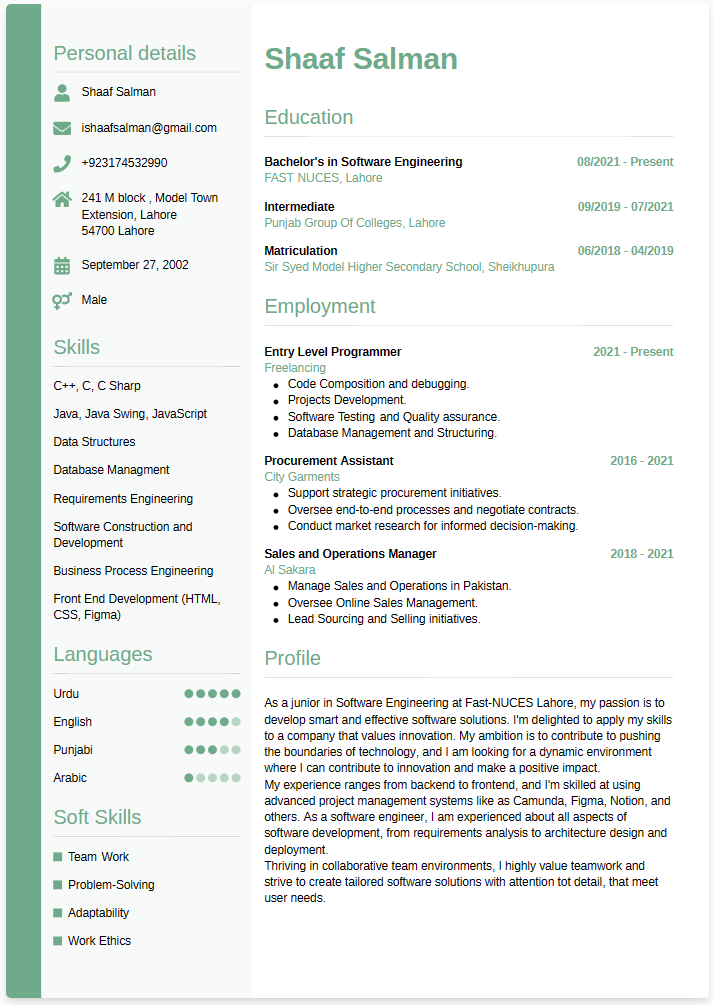 Personal details
Shaaf Salman
ishaafsalman@gmail.com
+923174532990
241 M block , Model Town
Extension, Lahore
54700 Lahore
September 27, 2002
Male
Skills
C++, C, C Sharp
Java, Java Swing, JavaScript
Data Structures
Database Managment
Requirements Engineering
Software Construction and
Development
Business Process Engineering
Front End Development (HTML,
CSS, Figma)
Languages
Urdu
English
Punjabi
Arabic
Soft Skills
Team Work
Problem-Solving
Adaptability
Work Ethics
Shaaf Salman
Education
Bachelor's in Software Engineering 08/2021 - Present
FAST NUCES, Lahore
Intermediate 09/2019 - 07/2021
Punjab Group Of Colleges, Lahore
Matriculation 06/2018 - 04/2019
Sir Syed Model Higher Secondary School, Sheikhupura
Employment
Entry Level Programmer 2021 - Present
Freelancing
• Code Composition and debugging.
• Projects Development.
• Software Testing and Quality assurance.
• Database Management and Structuring.
Procurement Assistant 2016 - 2021
City Garments
• Support strategic procurement initiatives.
• Oversee end-to-end processes and negotiate contracts.
• Conduct market research for informed decision-making.
Sales and Operations Manager 2018 - 2021
Al Sakara
• Manage Sales and Operations in Pakistan.
• Oversee Online Sales Management.
• Lead Sourcing and Selling initiatives.
Profile
As a junior in Software Engineering at Fast-NUCES Lahore, my passion is to
develop smart and effective software solutions. I'm delighted to apply my skills
to a company that values innovation. My ambition is to contribute to pushing
the boundaries of technology, and I am looking for a dynamic environment
where I can contribute to innovation and make a positive impact.
My experience ranges from backend to frontend, and I'm skilled at using
advanced project management systems like as Camunda, Figma, Notion, and
others. As a software engineer, I am experienced about all aspects of
software development, from requirements analysis to architecture design and
deployment.
Thriving in collaborative team environments, I highly value teamwork and
strive to create tailored software solutions with attention tot detail, that meet
user needs.